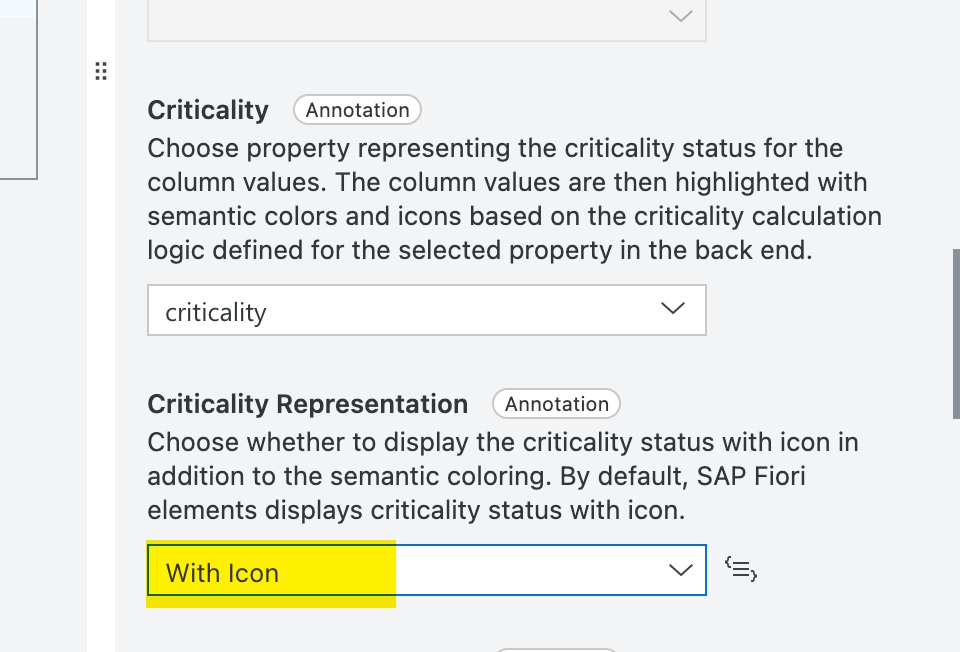 Criticality Annotation
Choose property representing the criticality status for the
column values. The column values are then highlighted with
semantic colors and icons based on the criticality calculation
logic defined for the selected property in the back end.
criticality
Criticality Representation Annotation
Choose whether to display the criticality status with icon in
addition to the semantic coloring. By default, SAP Fiori
elements displays criticality status with icon.
With Icon